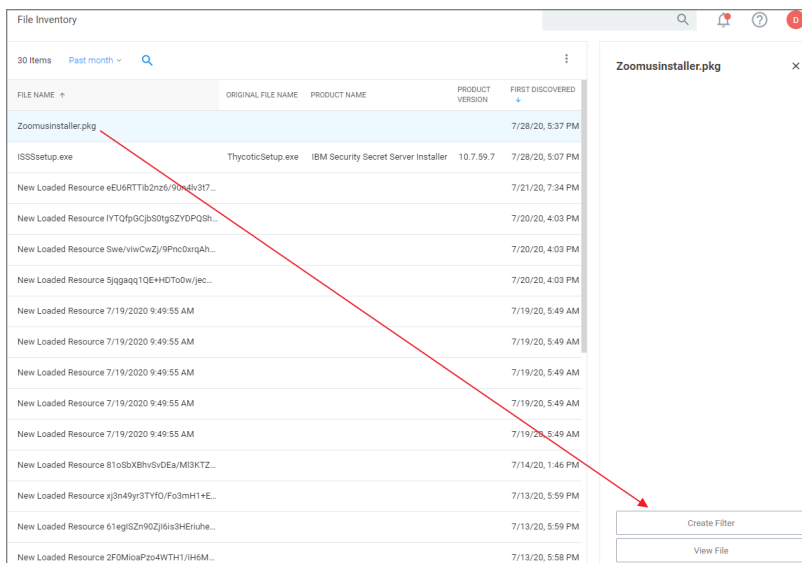 File Inventory
D
30 Items Past month
Zoomusinstaller.pkg
FILE NAME ORIGINAL FILE NAME PRODUCT NAME PRODUCT VERSION FIRST DISCOVERED
Zoomusinstaller.pkg 7/28/20, 5:37 PM
ISSSsetup.exe ThycoticSetup.exe IBM Security Secret Server Installer 10.7.59.7 7/28/20, 5:07 PM
New Loaded Resource 7/21/20, 7:34 PM
New Loaded Resource 7/20/20, 4:03 PM
New Loaded Resource Swe/viwCwZj/9Pnc0xrqAh... 7/20/20, 4:03 PM
New Loaded Resource 5jqgaqq1QE+HDTo0w/jec... 7/20/20, 4:03 PM
New Loaded Resource 7/19/2020 9:49:55 AM 7/19/20, 5:49 AM
New Loaded Resource 7/19/2020 9:49:55 AM 7/19/20, 5:49 AM
New Loaded Resource 7/19/2020 9:49:55 AM 7/19/20, 5:49 AM
New Loaded Resource 7/19/2020 9:49:55 AM 7/19/20, 5:49 AM
New Loaded Resource 7/19/2020 9:49:55 AM 7/19/20, 5:49 AM
New Loaded Resource 7/14/20, 1:46 PM
New Loaded Resource xj3n49yr3TYfO/Fo3mH1+E... 7/13/20, 5:59 PM
New Loaded Resource 7/13/20, 5:59 PM
New Loaded Resource 2F0MioaPzo4WTH1/iH6M... 7/13/20, 5:58 PM
Create Filter
View File